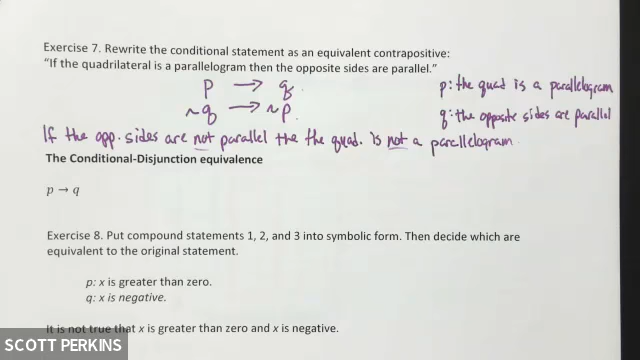 Exercise 7. Rewrite the conditional statement as an equivalent contrapositive:
"If the quadrilateral is a parallelogram then the opposite sides are parallel."
p → q.
p: the quad is a parallelogram
~q → ~p.
q: the opposite sides are parallel
If the opp. sides are not parallel the the quad. is not a parallelogram.
The Conditional-Disjunction equivalence
p → q
Exercise 8. Put compound statements 1, 2, and 3 into symbolic form. Then decide which are
equivalent to the original statement.
p: x is greater than zero.
q: x is negative.
It is not true that x is greater than zero and x is negative.
SCOTT PERKINS